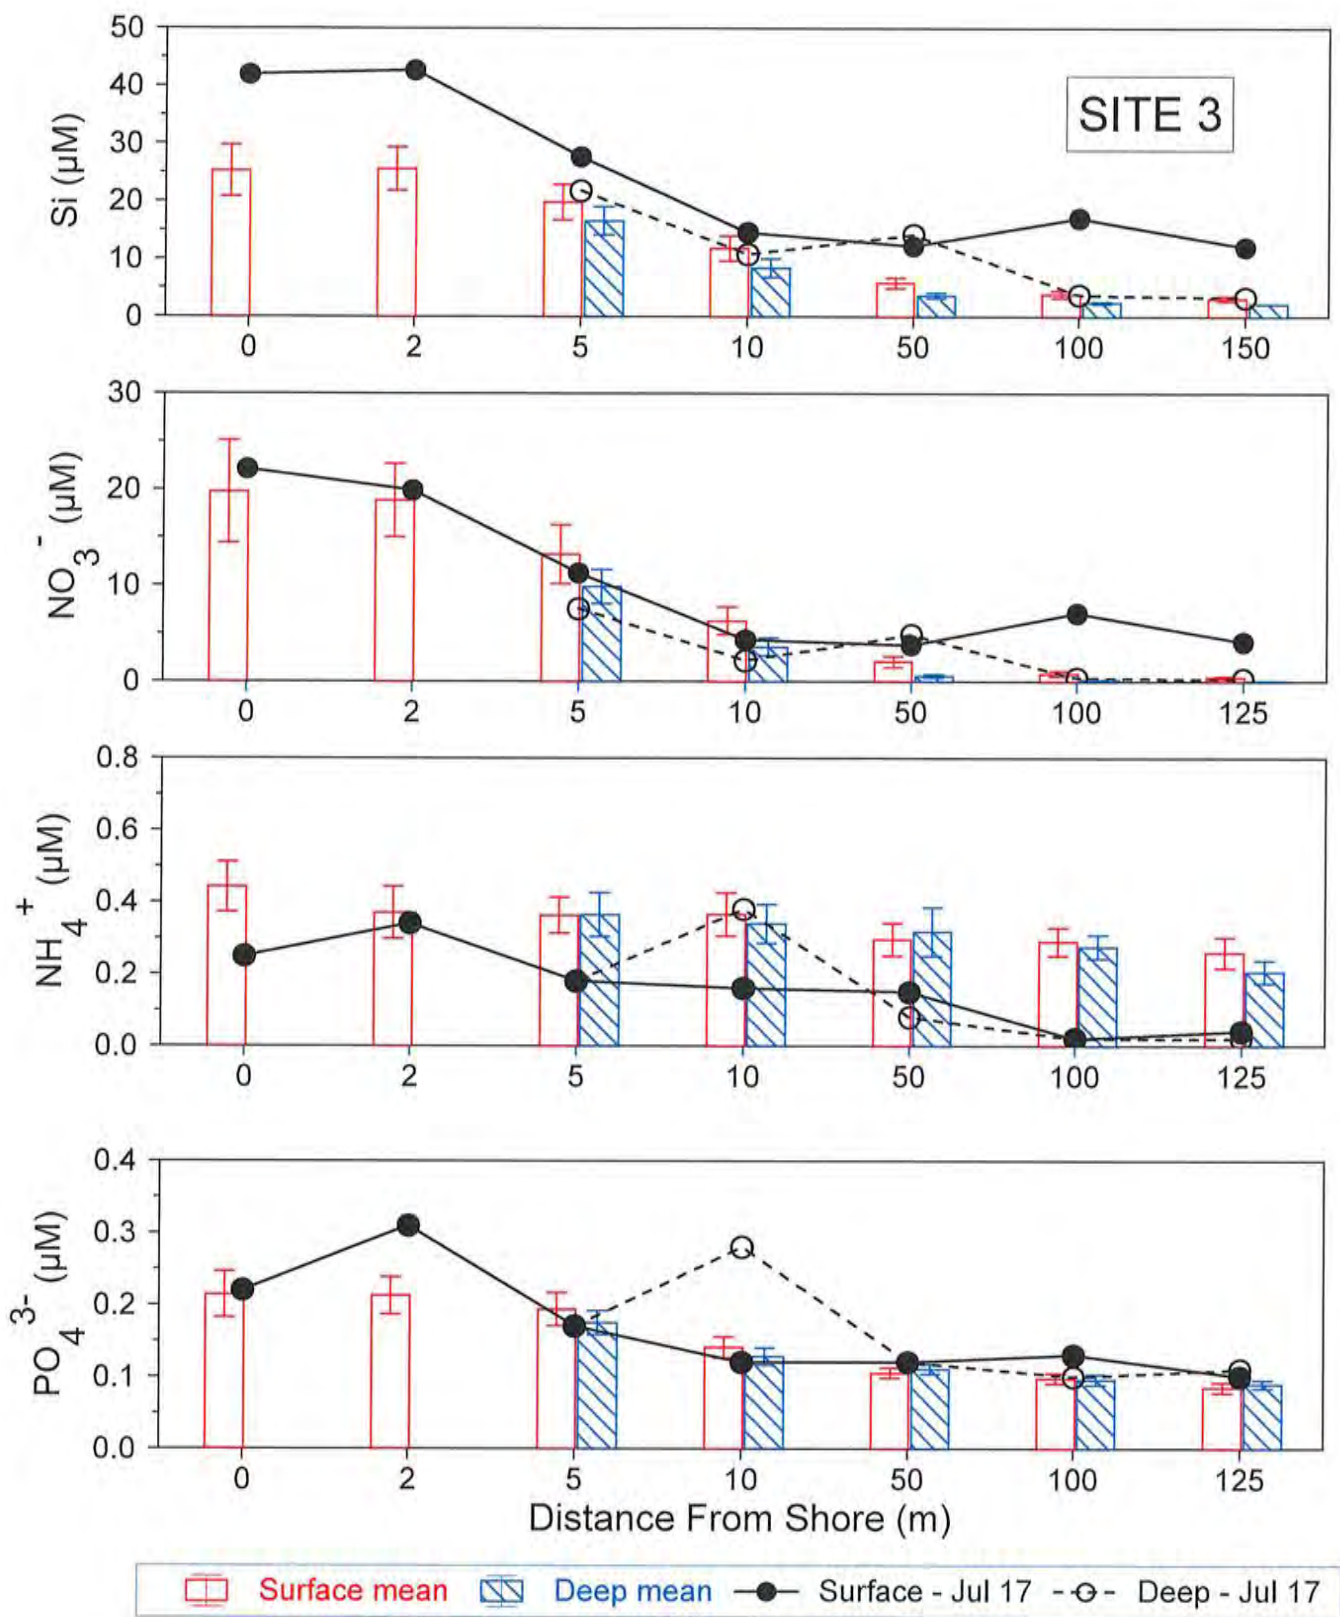 50
40
30
20
10
0
Si (µM)
SITE 3
0 2 5 10 50 100 150
30
20
10
0
NO3- (µM)
0 2 5 10 50 100 125
0.8
0.6
0.4
0.2
0.0
NH4+ (µM)
0 2 5 10 50 100 125
0.4
0.3
0.2
0.1
0.0
PO43- (µM)
0 2 5 10 50 100 125
Distance From Shore (m)
Surface mean Deep mean Surface - Jul 17 Deep - Jul 17